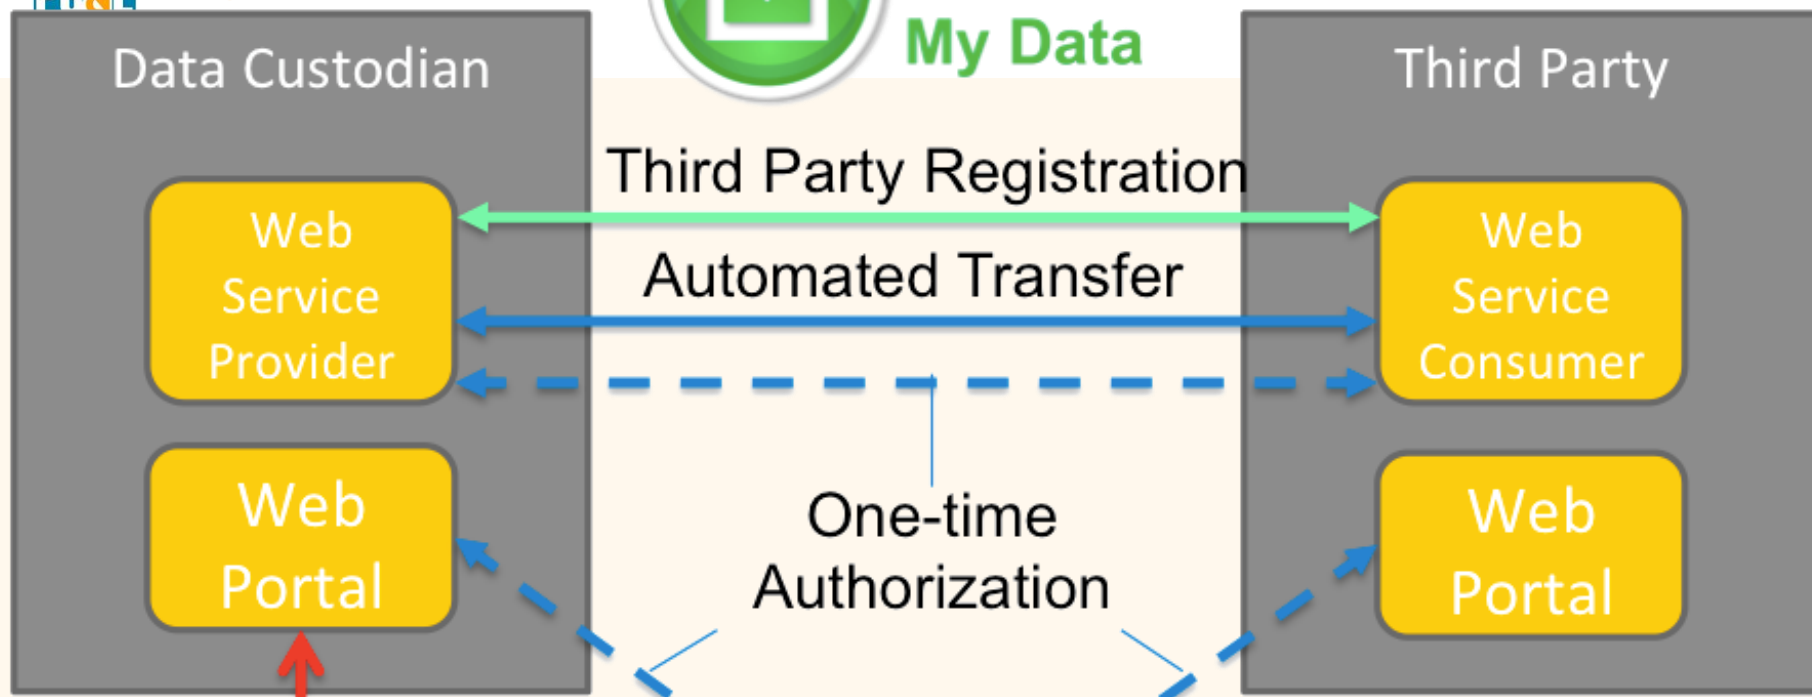 Data Custodian
My Data
Third Party
Third Party Registration
Web
Service
Provider
Automated Transfer
Web
Service
Consumer
Web
Portal
One-time
Authorization
Web
Portal